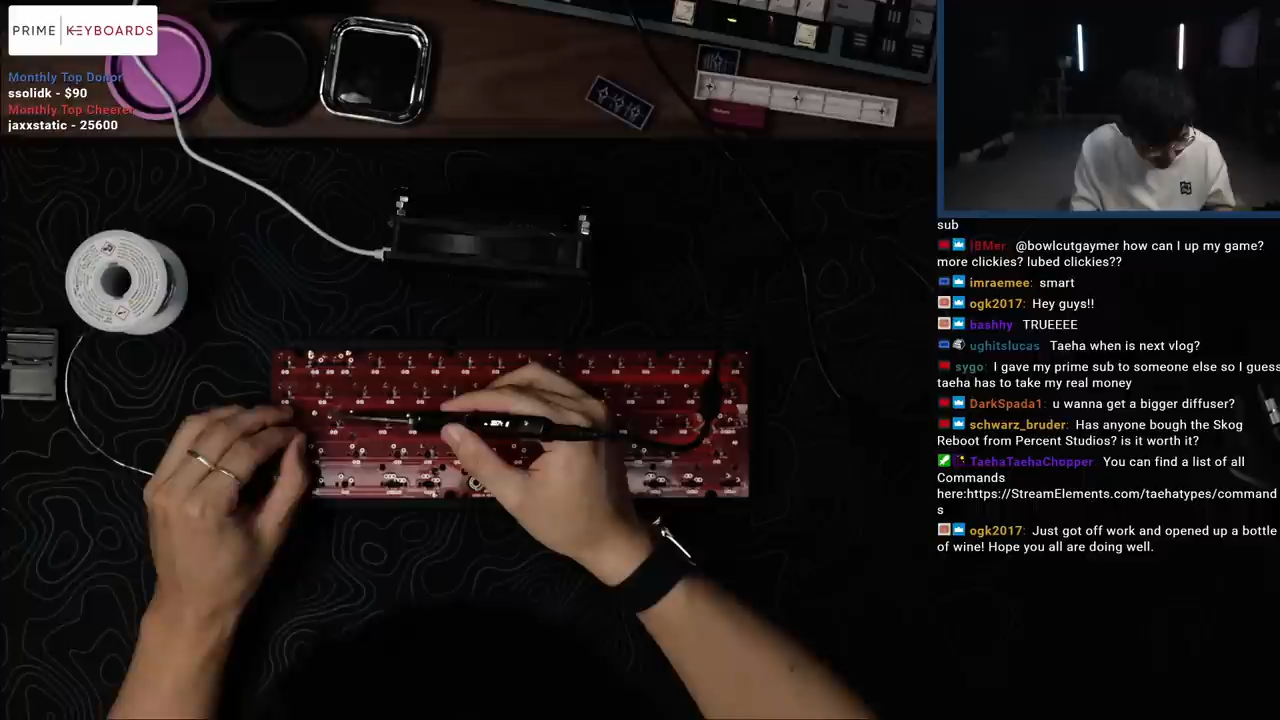 PRIME KEYBOARDS
Monthly Top Donor
ssolidk - $90
Monthly Top Cheerer
jaxxstatic - 25600
sub
@bowlcutgaymer how can I up my game?
more clickies? lubed clickies??
imraemee: smart
ogk2017: Hey guys!!
bashhy TRUEEEE
ughitslucas Taeha when is next vlog?
sygo: I gave my prime sub to someone else so I guess
taeha has to take my real money
DarkSpada1: u wanna get a bigger diffuser?
schwarz_bruder: Has anyone bough the Skog
Reboot from Percent Studios? is it worth it?
TaehaTaehaChopper: You can find a list of all
Commands
here:https://StreamElements.com/taehatypes/command
s
ogk2017: Just got off work and opened up a bottle
of wine! Hope you all are doing well.